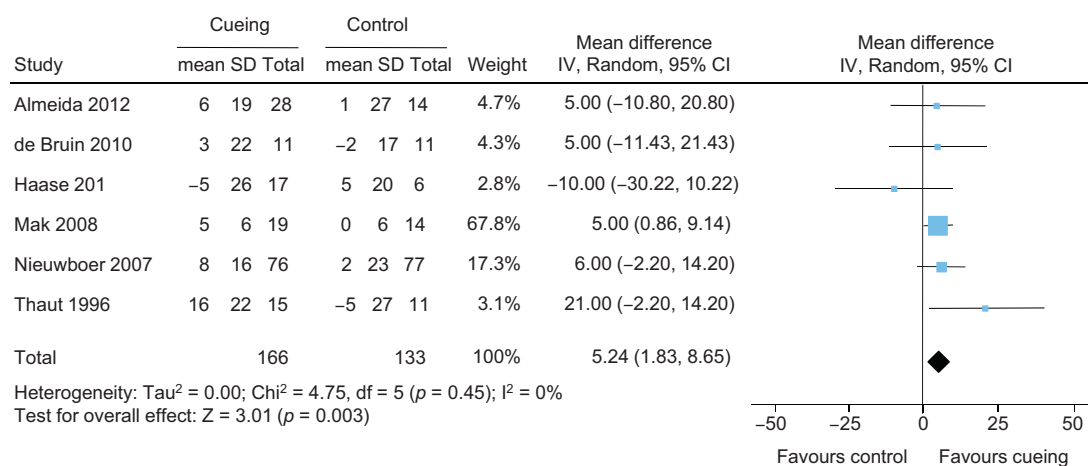 Cueing Control Mean difference Mean difference
Study mean SD Total mean SD Total Weight IV, Random, 95% CI IV, Random, 95% CI
Almeida 2012 6 19 28 1 27 14 4.7% 5.00 (−10.80, 20.80)
de Bruin 2010 3 22 11 −2 17 11 4.3% 5.00 (−11.43, 21.43)
Haase 201 −5 26 17 5 20 6 2.8% −10.00 (−30.22, 10.22)
Mak 2008 5 6 19 0 6 14 67.8% 5.00 (0.86, 9.14)
Nieuwboer 2007 8 16 76 2 23 77 17.3% 6.00 (−2.20, 14.20)
Thaut 1996 16 22 15 −5 27 11 3.1% 21.00 (−2.20, 14.20)
Total 166 133 100% 5.24 (1.83, 8.65)
Heterogeneity: Tau² = 0.00; Chi² = 4.75, df = 5 (p = 0.45); I² = 0%
Test for overall effect: Z = 3.01 (p = 0.003)
−50 −25 0 25 50
Favours control Favours cueing